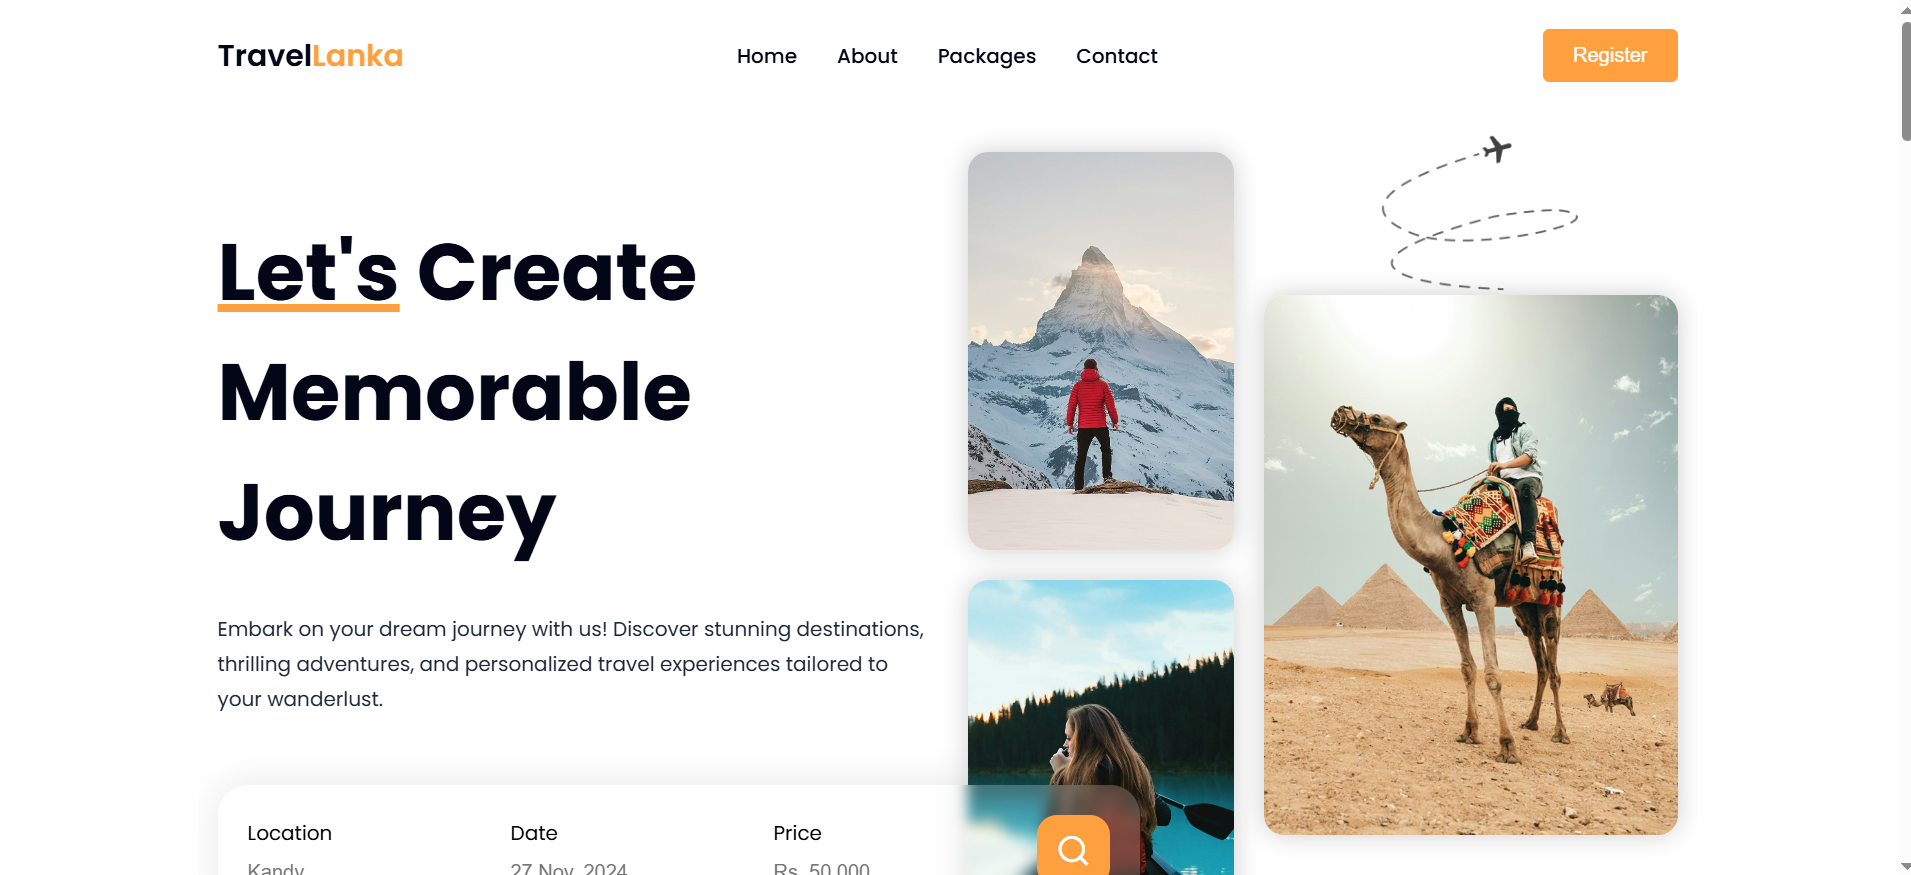 TravelLanka
Home About Packages Contact
Register
Let's Create
Memorable
Journey
Embark on your dream journey with us! Discover stunning destinations,
thrilling adventures, and personalized travel experiences tailored to
your wanderlust.
Location Date Price
Kandy 27 Nov, 2024 Rs. 50,000